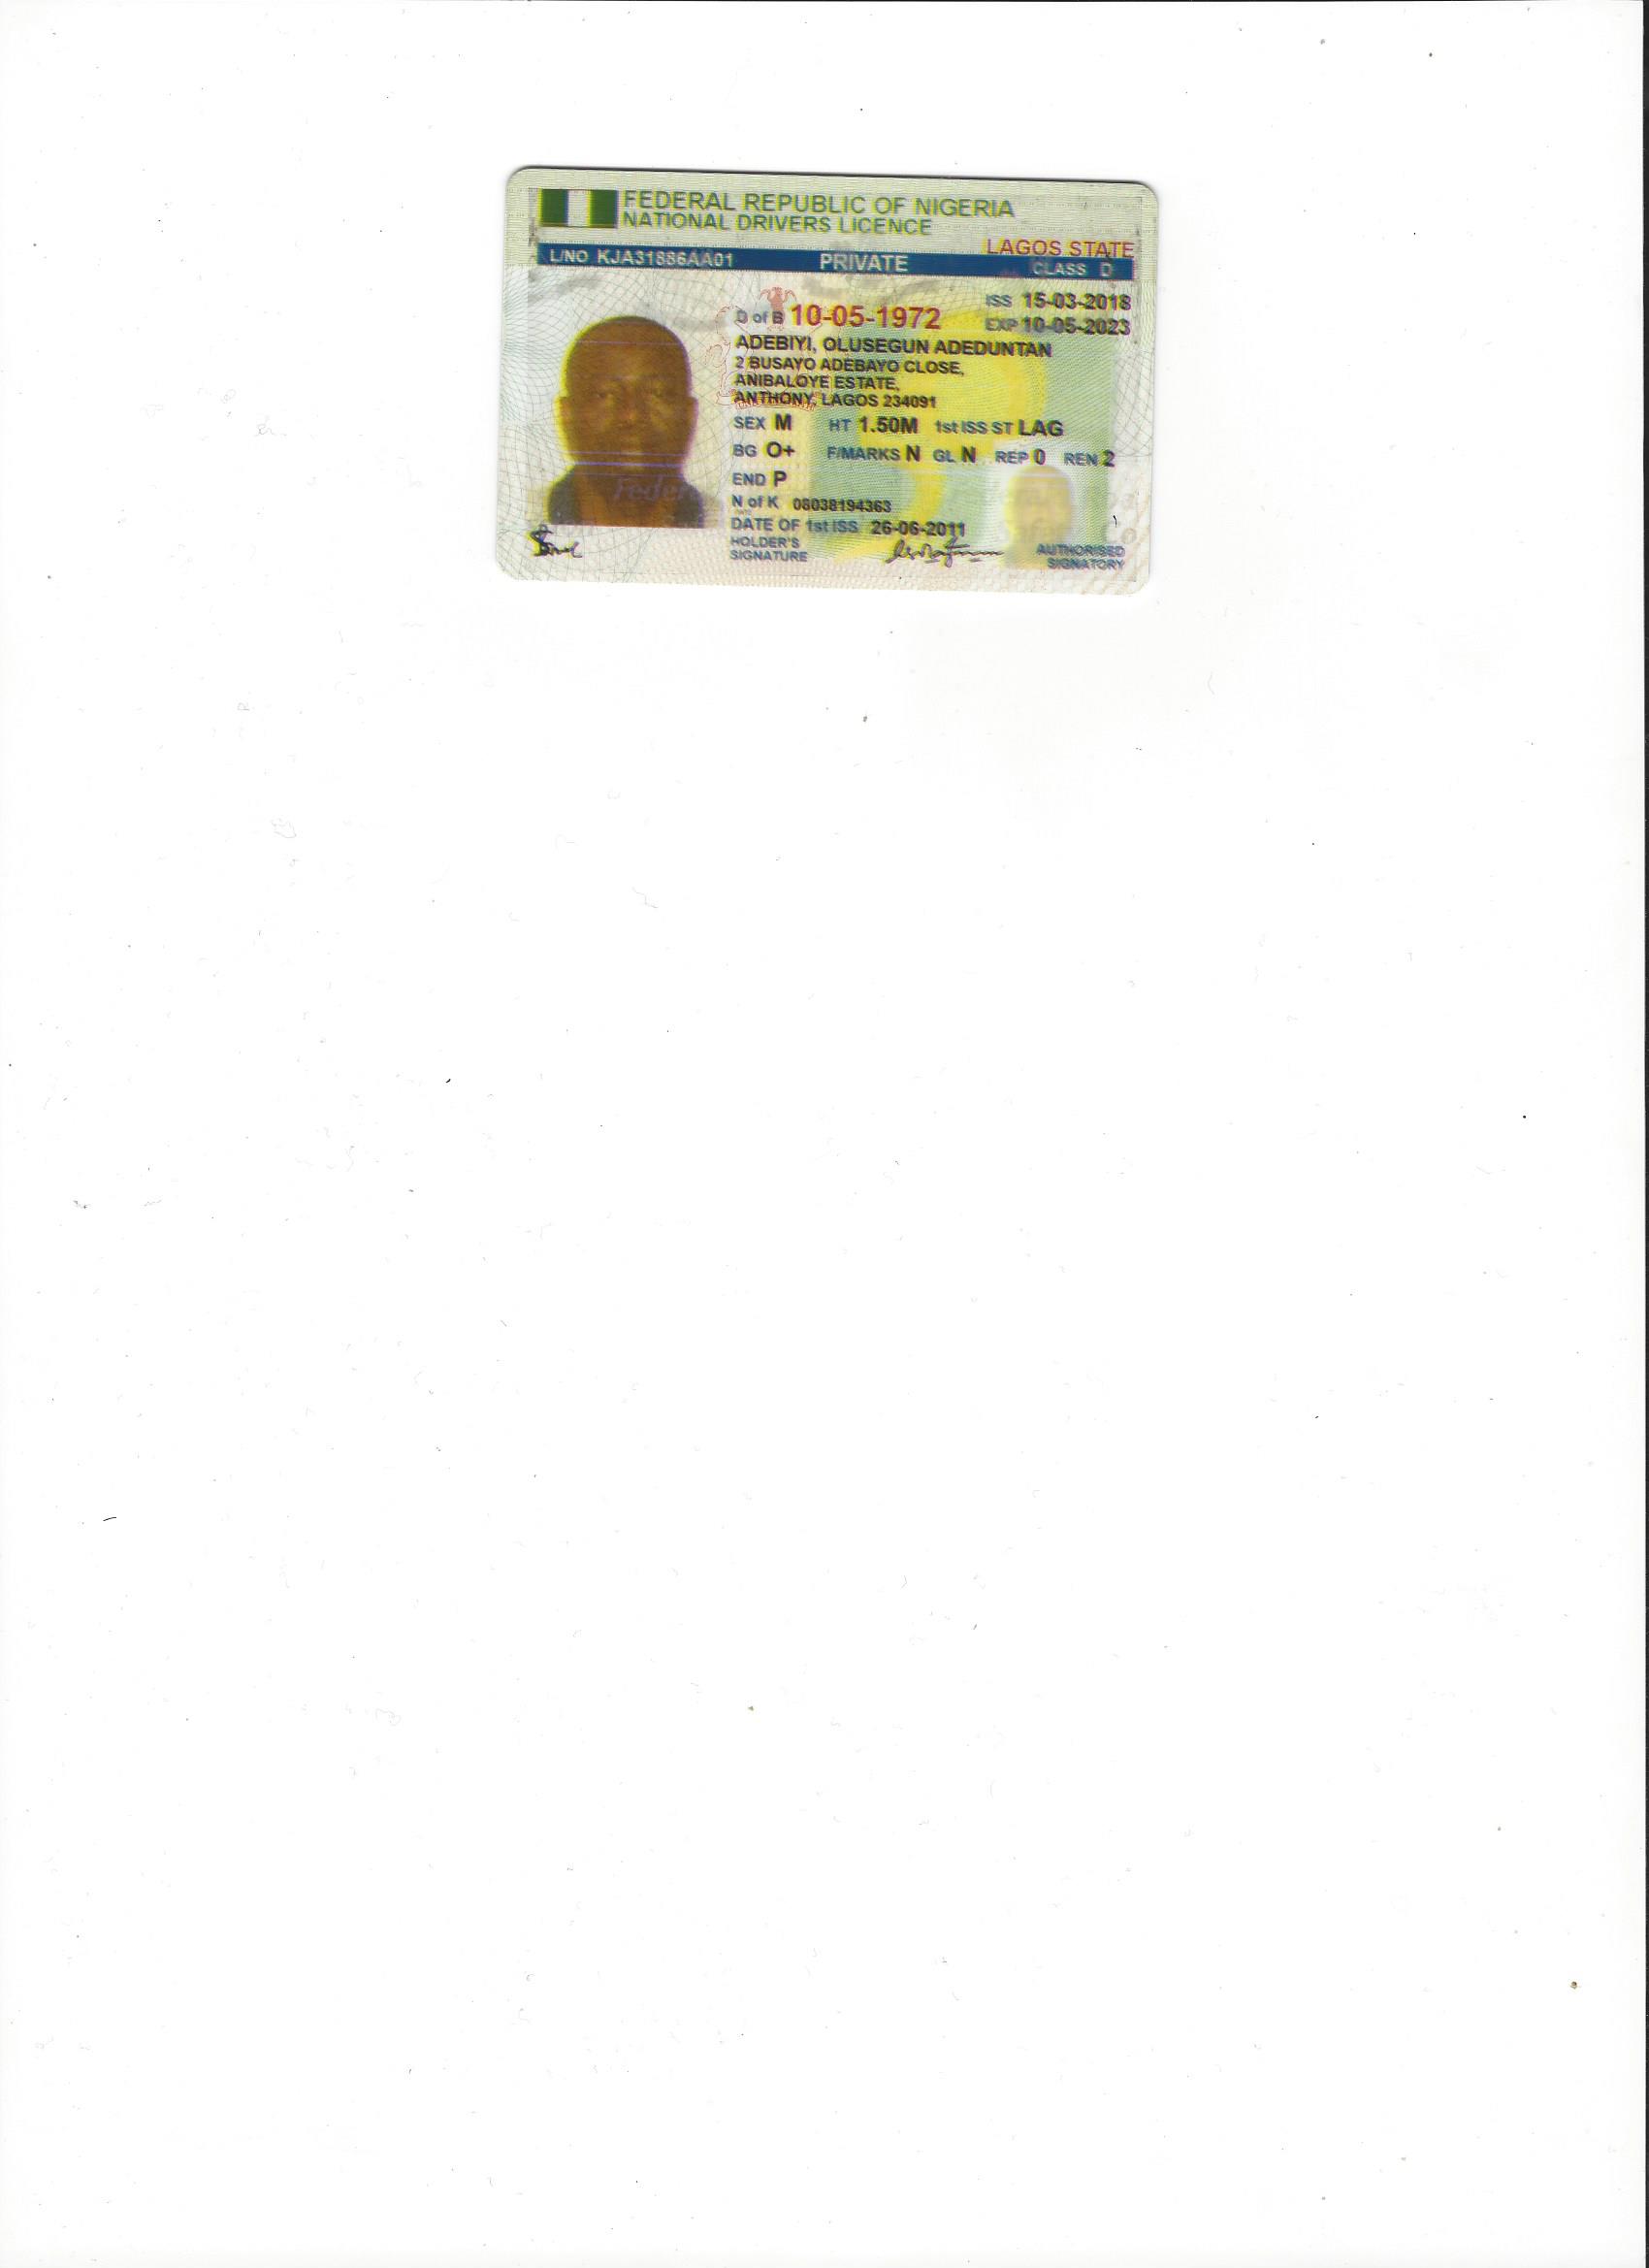 FEDERAL REPUBLIC OF NIGERIA
NATIONAL DRIVERS LICENCE
LAGOS STATE
L/NO KJA31886AA01 PRIVATE CLASS D
D of B 10-05-1972 ISS 15-03-2018
EXP 10-05-2023
ADEBIYI, OLUSEGUN ADEDUNTAN
2 BUSAYO ADEBAYO CLOSE,
ANIBALOYE ESTATE,
ANTHONY, LAGOS 234091
SEX M HT 1.50M 1st ISS ST LAG
BG O+ F/MARKS N GL N REP 0 REN 2
END P
N of K 08038194363
DATE OF 1st ISS 26-06-2011
HOLDER'S
SIGNATURE
AUTHORISED
SIGNATORY